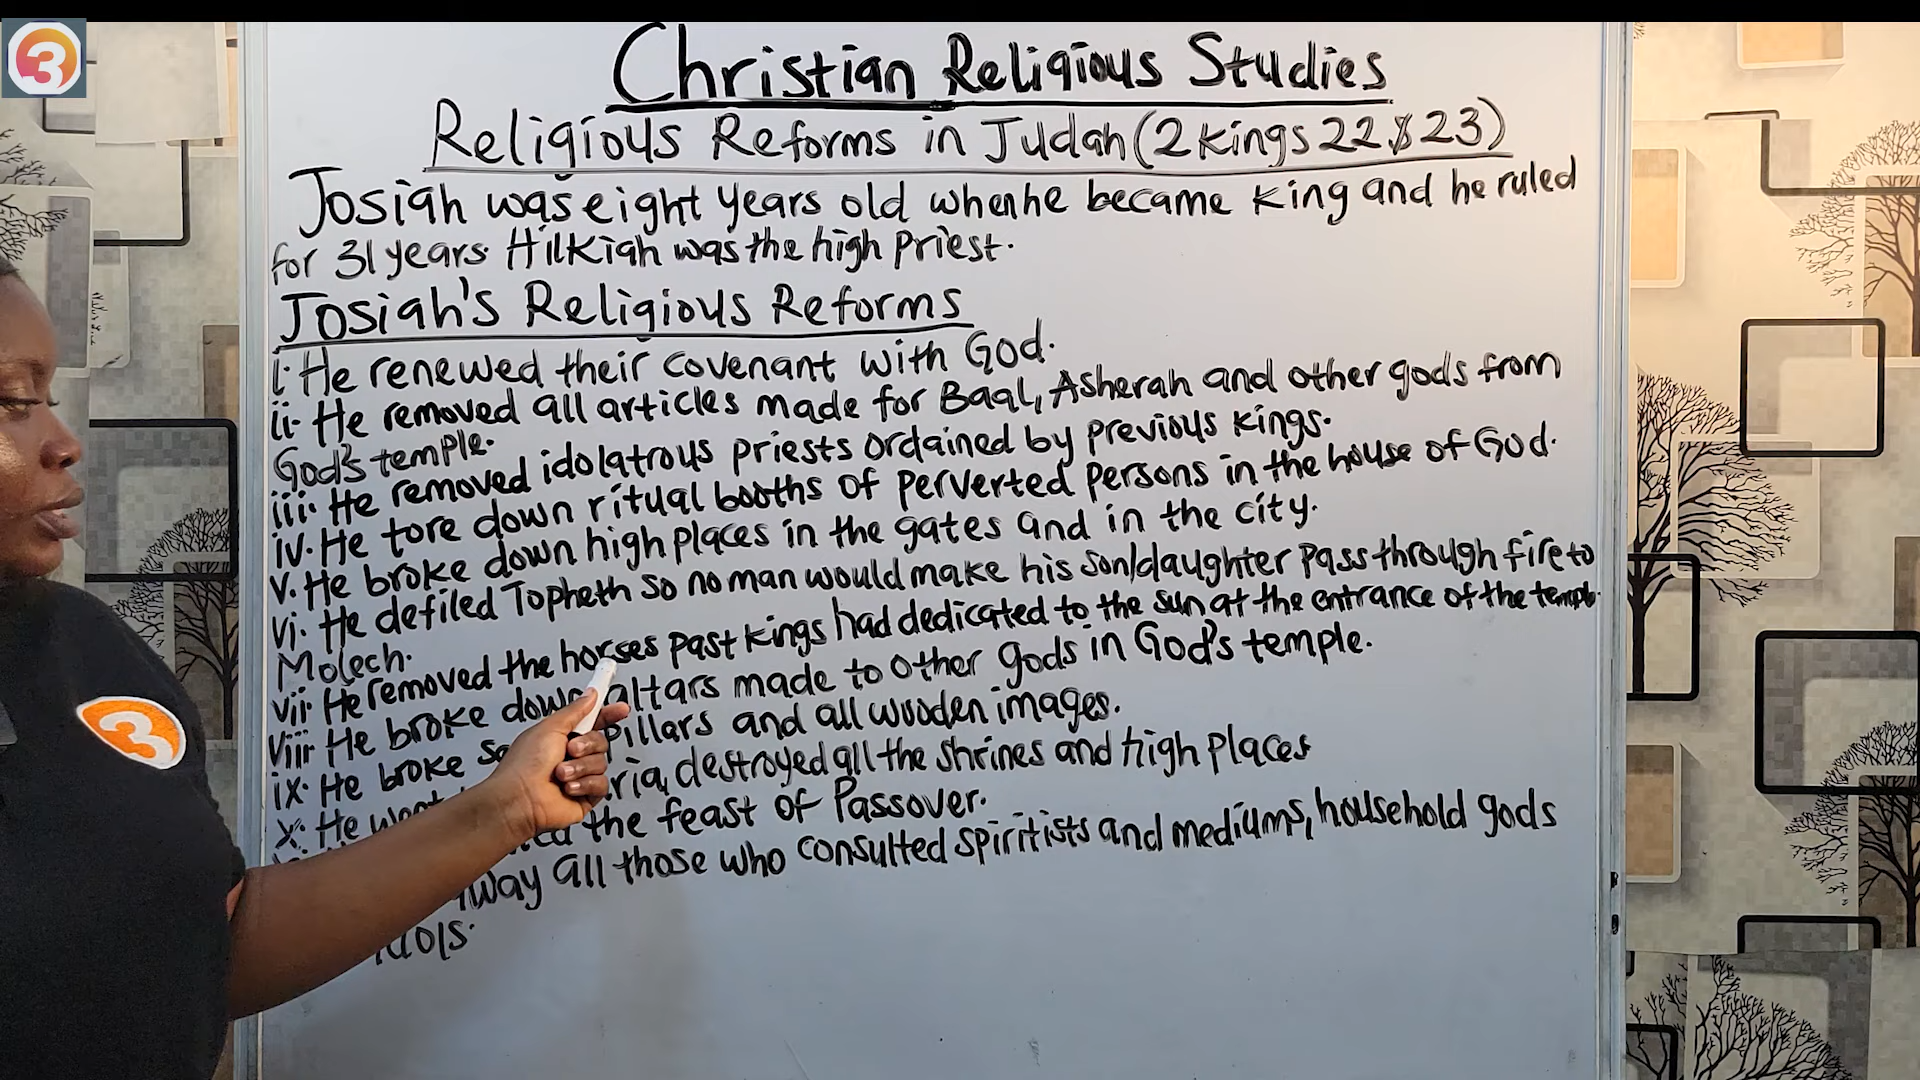 3
Christian Religious Studies
Religious Reforms in Judah (2 Kings 22 & 23)
Josiah was eight years old when he became king and he ruled
for 31 years. Hilkiah was the high priest.
Josiah's Religious Reforms
i. He renewed their covenant with God.
ii. He removed all articles made for Baal, Asherah and other gods from
God's temple.
iii. He removed idolatrous priests ordained by previous kings.
iv. He tore down ritual booths of perverted persons in the house of God.
v. He broke down high places in the gates and in the city.
vi. He defiled Topheth so no man would make his son/daughter pass through fire to
Molech.
vii. He removed the horses past kings had dedicated to the sun at the entrance of the temple.
viii. He broke down altars made to other gods in God's temple.
ix. He broke pillars and all wooden images.
x. He destroyed all the shrines and high places
the feast of Passover.
away all those who consulted spiritists and mediums, household gods
idols.
3